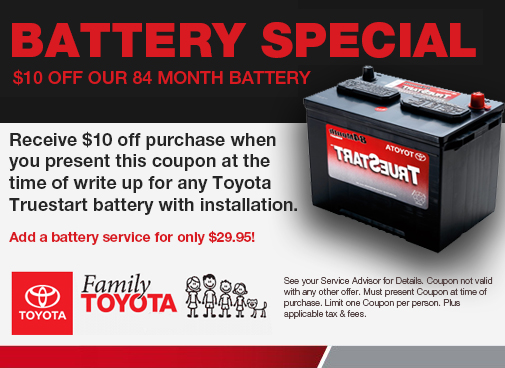 BATTERY SPECIAL
$10 OFF OUR 84 MONTH BATTERY
Receive $10 off purchase when
you present this coupon at the
time of write up for any Toyota
Truestart battery with installation.
Add a battery service for only $29.95!
TRUESTART
84 Month
TOYOTA
TRUESTART
TOYOTA
Family
TOYOTA
See your Service Advisor for Details. Coupon not valid
with any other offer. Must present Coupon at time of
purchase. Limit one Coupon per person. Plus
applicable tax & fees.